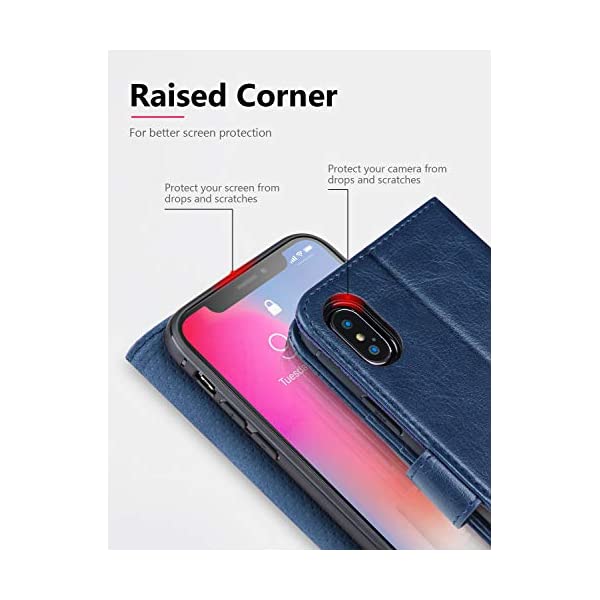 Raised Corner
For better screen protection
Protect your screen from
drops and scratches
Protect your camera from
drops and scratches
Tuesda